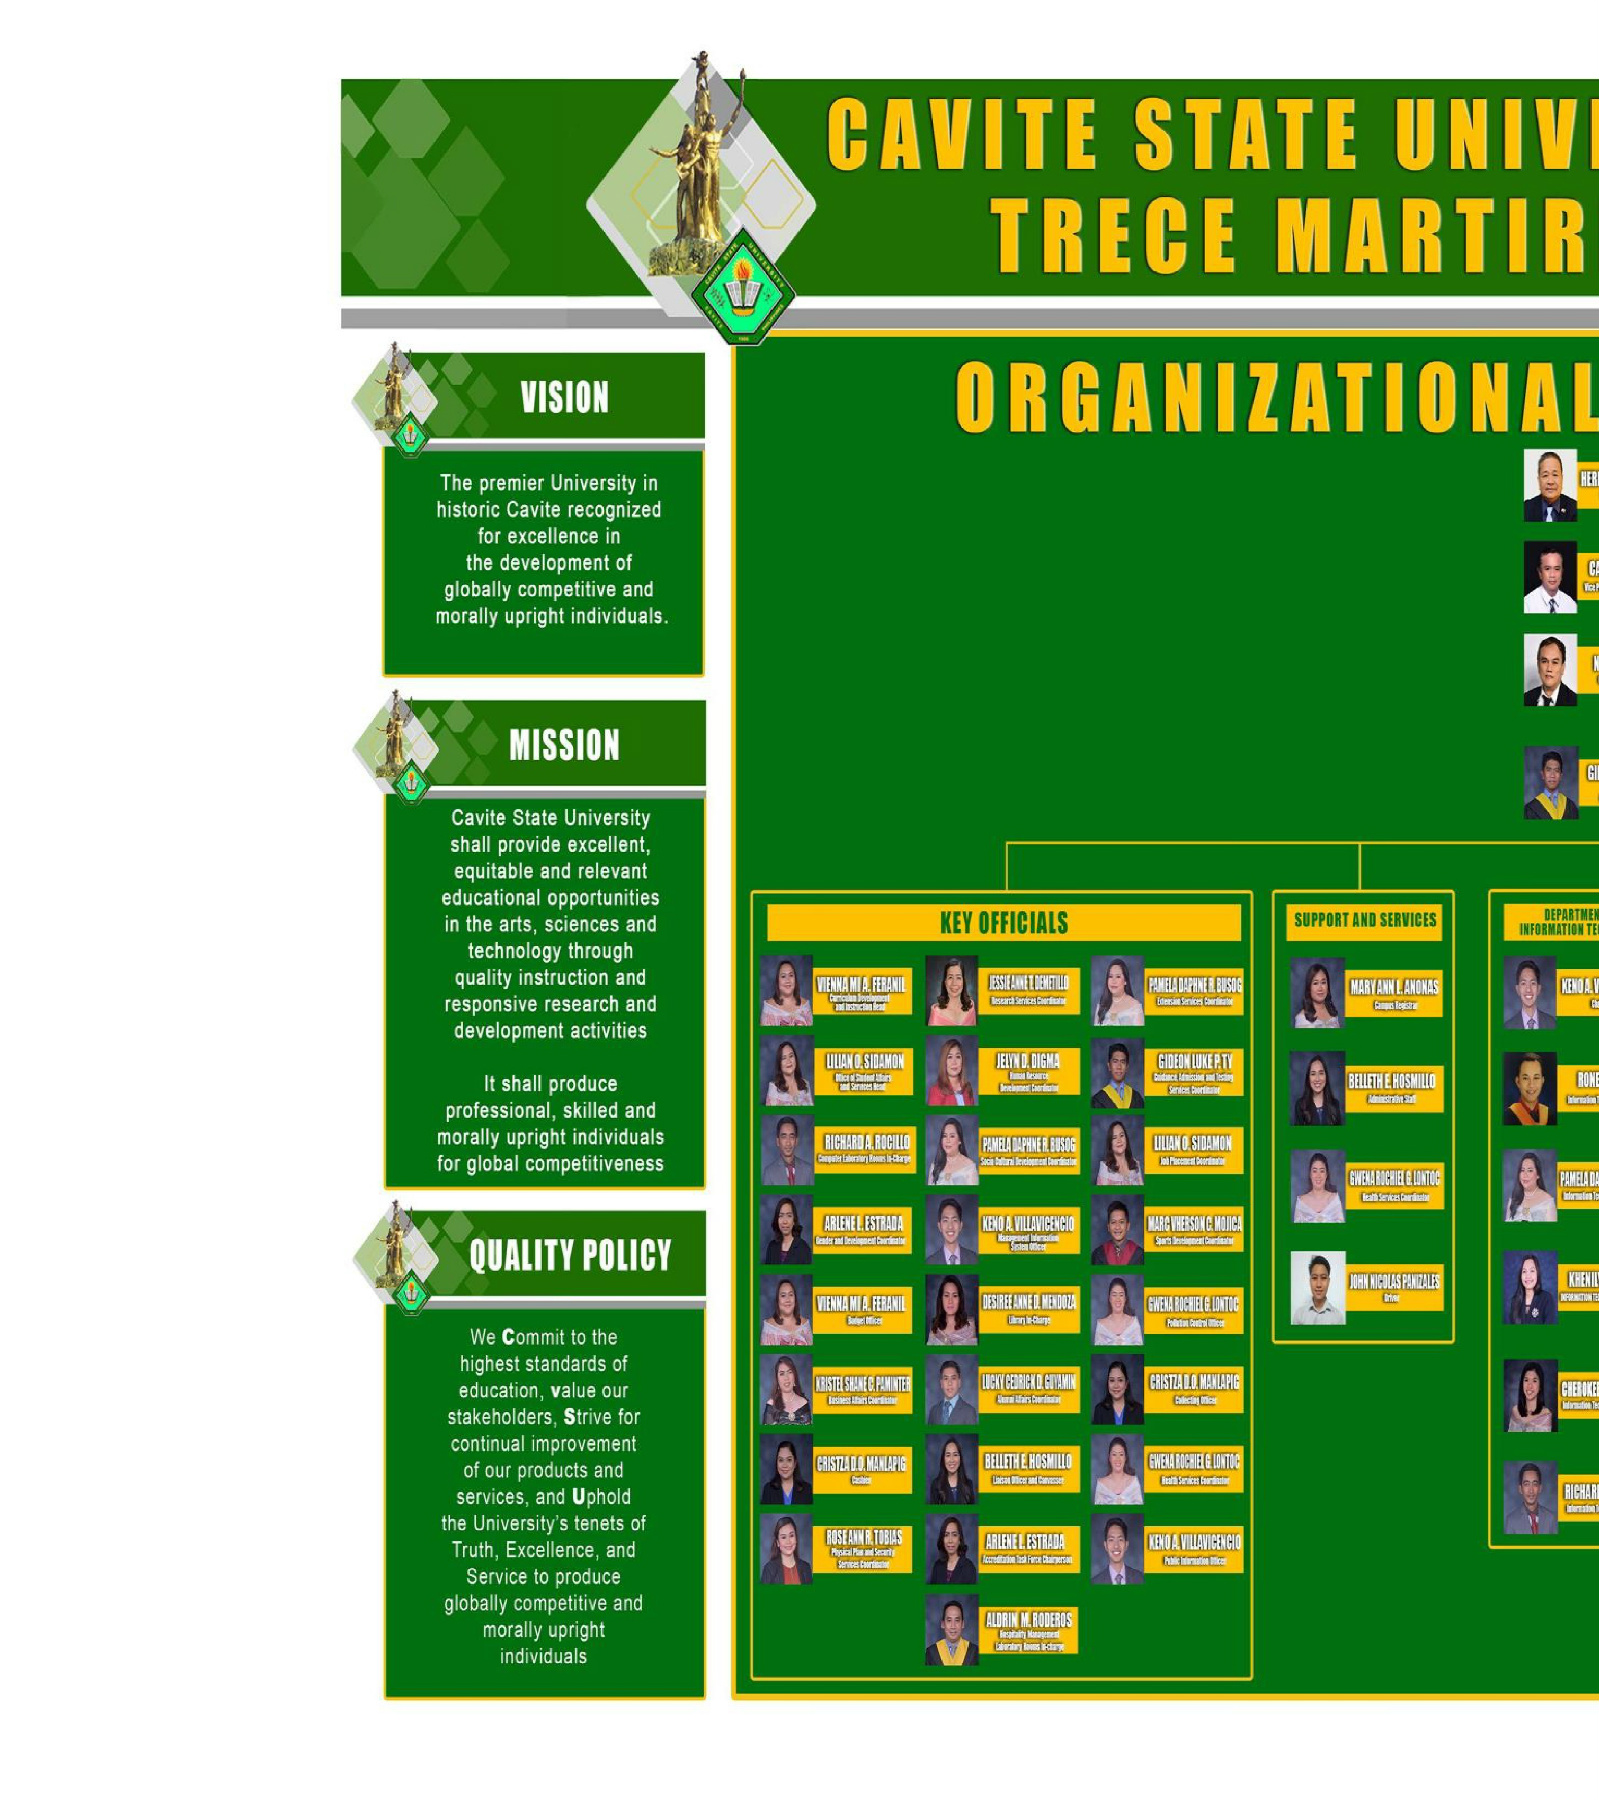 CAVITE STATE UNIV
TRECE MARTIR
VISION
The premier University in
historic Cavite recognized
for excellence in
the development of
globally competitive and
morally upright individuals.
MISSION
Cavite State University
shall provide excellent,
equitable and relevant
educational opportunities
in the arts, sciences and
technology through
quality instruction and
responsive research and
development activities
It shall produce
professional, skilled and
morally upright individuals
for global competitiveness
QUALITY POLICY
We Commit to the
highest standards of
education, value our
stakeholders, Strive for
continual improvement
of our products and
services, and Uphold
the University's tenets of
Truth, Excellence, and
Service to produce
globally competitive and
morally upright
individuals
ORGANIZATIONAL
KEY OFFICIALS
VIENNA MI A. FERANIL
Curriculum Development
and Instruction Head
JESSIE ANNE T. DEMETILLO
Research Services Coordinator
PAMELA DAPHNE R. BUSOG
Extension Services Coordinator
LILIAN O. SIDAMON
Office of Student Affairs
and Services Head
JELYN D. DIGMA
Human Resource
Development Coordinator
GIDEON LUKE P. TY
Guidance, Admission and Testing
Services Coordinator
RICHARD A. ROCILLO
Computer Laboratory Rooms In-Charge
PAMELA DAPHNE R. BUSOG
Socio Cultural Development Coordinator
LILIAN O. SIDAMON
Job Placement Coordinator
ARLENE L. ESTRADA
Gender and Development Coordinator
KENO A. VILLAVICENCIO
Management Information
System Officer
MARC VHERSON C. MOJICA
Sports Development Coordinator
VIENNA MI A. FERANIL
Budget Officer
DESIREE ANNE D. MENDOZA
Library In-Charge
GWENA ROCHIEL G. LONTOC
Pollution Control Officer
KRISTEL SHANE C. PAMINTER
Business Affairs Coordinator
LUCKY CEDRICK D. GUYAMIN
Alumni Affairs Coordinator
CRISTZA D.O. MANLAPIG
Collecting Officer
CRISTZA D.O. MANLAPIG
Cashier
BELLETH E. HOSMILLO
Liaison Officer and Canvasser
GWENA ROCHIEL G. LONTOC
Health Services Coordinator
ROSE ANN R. TOBIAS
Physical Plan and Security
Services Coordinator
ARLENE L. ESTRADA
Accreditation Task Force Chairperson
KENO A. VILLAVICENCIO
Public Information Officer
ALDRIN M. RODEROS
Hospitality Management
Laboratory Rooms In-charge
SUPPORT AND SERVICES
MARY ANN L. ANONAS
Campus Registrar
BELLETH E. HOSMILLO
Administrative Staff
GWENA ROCHIEL G. LONTOC
Health Services Coordinator
JOHN NICOLAS PANIZALES
Driver
DEPARTMEN
INFORMATION TE
KENO A. V
RONE
Information T
PAMELA DA
Information Te
KHENIL
INFORMATION TE
CHEROKE
Information Te
RICHAR
Information T